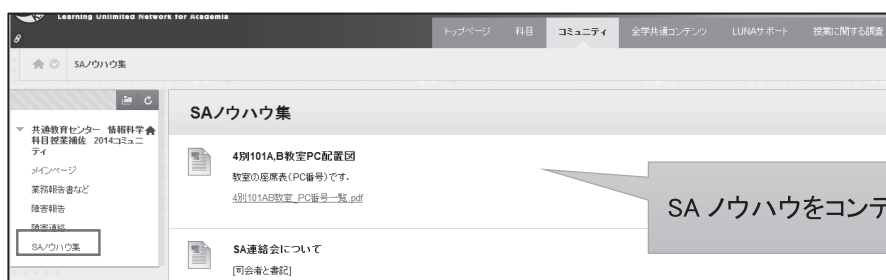 Learning Unlimited Network for Academia
トップページ 科目 コミュニティ 全学共通コンテンツ LUNAサポート 授業に関する調査
SAノウハウ集
共通教育センター 情報科学
科目授業補佐 2014コミュニ
ティ
メインページ
業務報告書など
障害報告
障害連絡
SAノウハウ集
SAノウハウ集
4別101A,B教室PC配置図
教室の座席表(PC番号)です.
4別101AB教室_PC番号一覧.pdf
SA連絡会について
[司会者と書記]
SA ノウハウをコンテ